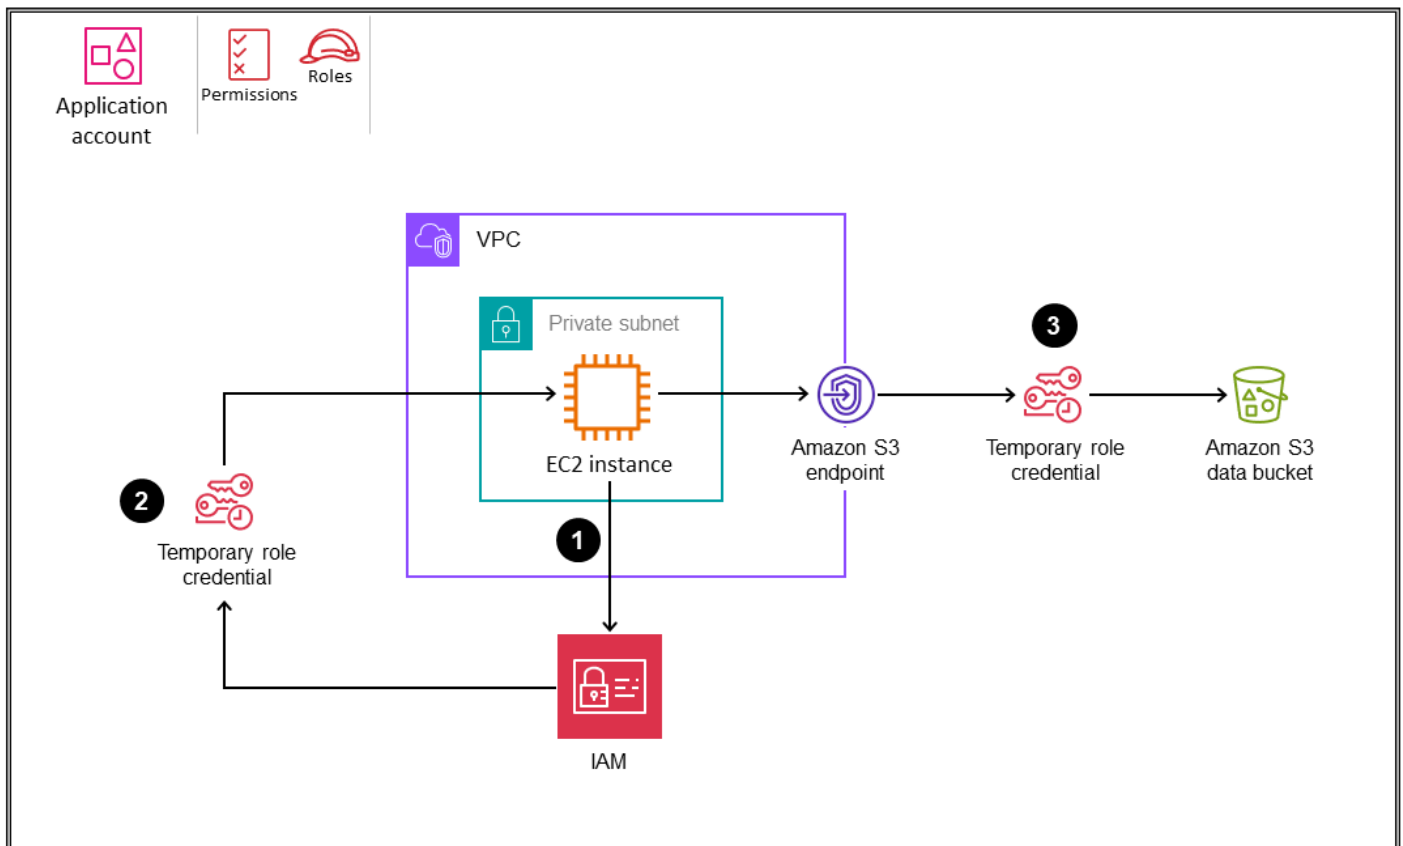 Application
account
Permissions
Roles
VPC
Private subnet
3
EC2 instance
Amazon S3
endpoint
Temporary role
credential
Amazon S3
data bucket
2
Temporary role
credential
1
IAM